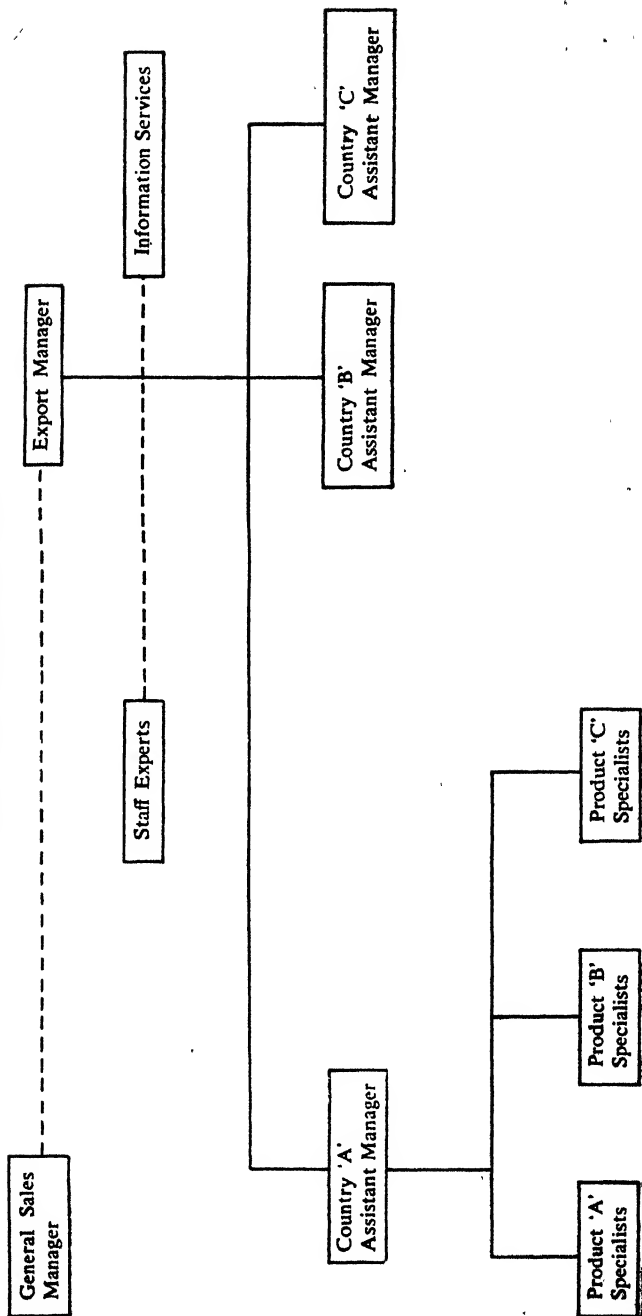 General Sales
Manager
Export Manager
Staff Experts
Information Services
Country 'A'
Assistant Manager
Country 'B'
Assistant Manager
Country 'C'
Assistant Manager
Product 'A'
Specialists
Product 'B'
Specialists
Product 'C'
Specialists